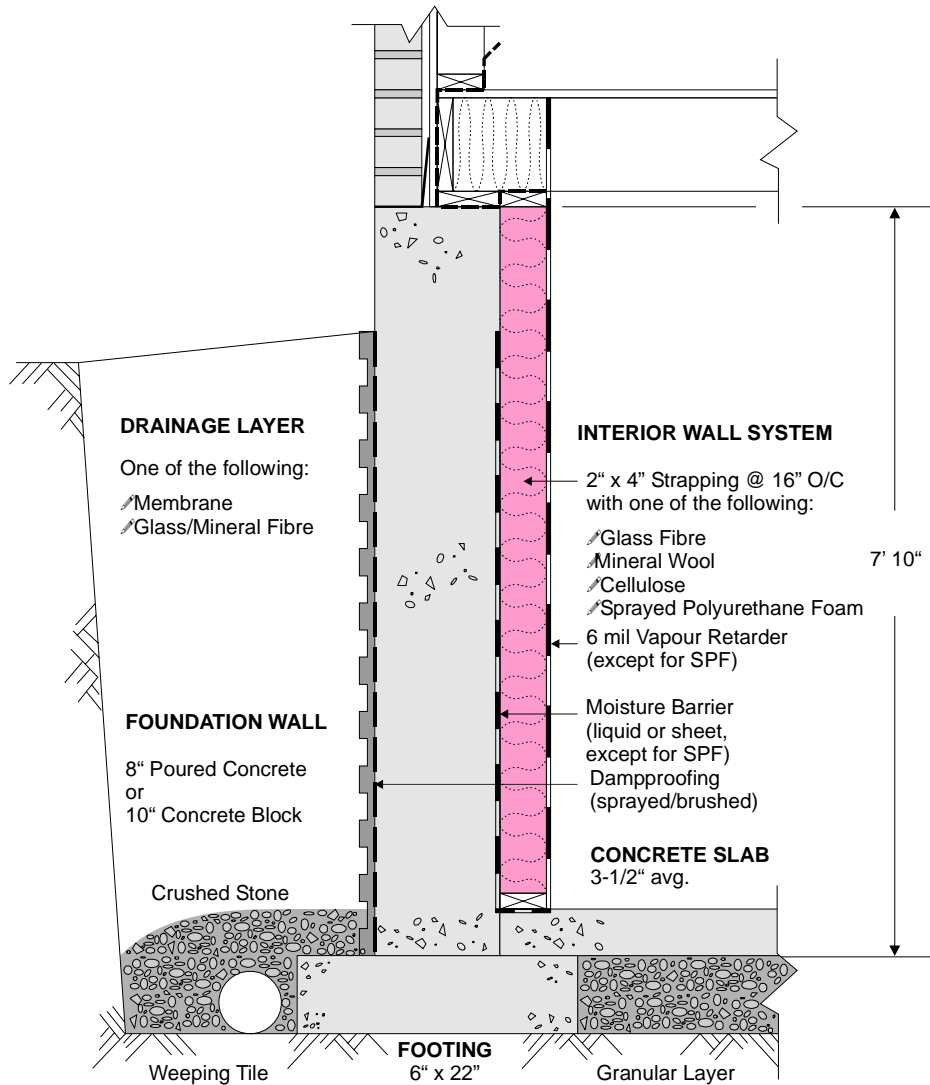 DRAINAGE LAYER
One of the following:
Membrane
Glass/Mineral Fibre
FOUNDATION WALL
8“ Poured Concrete
or
10“ Concrete Block
Crushed Stone
Weeping Tile
FOOTING
6“ x 22”
Granular Layer
INTERIOR WALL SYSTEM
2“ x 4” Strapping @ 16” O/C
with one of the following:
Glass Fibre
Mineral Wool
Cellulose
Sprayed Polyurethane Foam
6 mil Vapour Retarder
(except for SPF)
Moisture Barrier
(liquid or sheet,
except for SPF)
Dampproofing
(sprayed/brushed)
CONCRETE SLAB
3-1/2“ avg.
7’ 10“